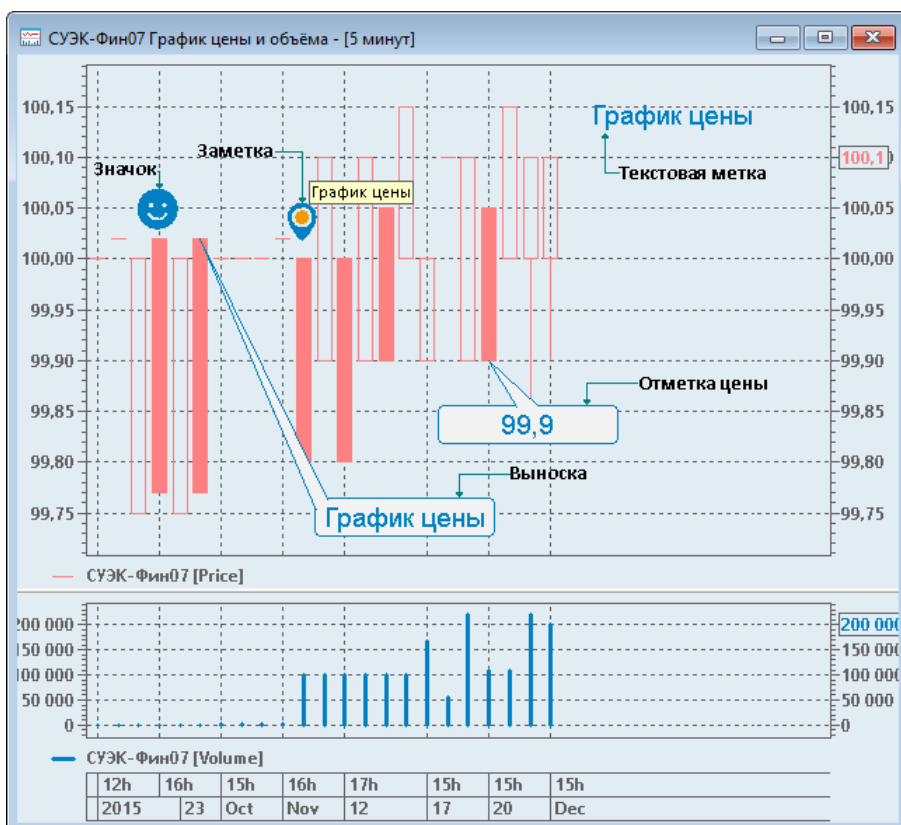 СУЭК-Фин07 График цены и объёма - [5 минут]
100,15
100,10
100,05
100,00
99,95
99,90
99,85
99,80
99,75
Значок
Заметка
График цены
График цены
Текстовая метка
Отметка цены
99,9
Выноска
График цены
100,15
100,1
100,05
100,00
99,95
99,90
99,85
99,80
99,75
СУЭК-Фин07 [Price]
200 000
150 000
100 000
50 000
0
200 000
150 000
100 000
50 000
0
СУЭК-Фин07 [Volume]
12h 16h 15h 16h 17h 15h 15h 15h
2015 23 Oct Nov 12 17 20 Dec